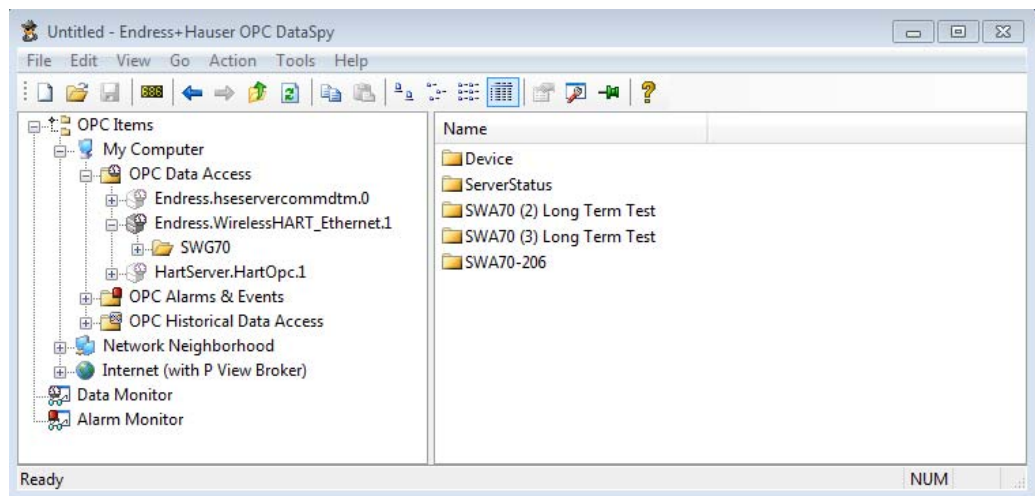 Untitled - Endress+Hauser OPC DataSpy
File Edit View Go Action Tools Help
OPC Items
My Computer
OPC Data Access
Endress.hseservercommdtm.0
Endress.WirelessHART_Ethernet.1
SWG70
HartServer.HartOpc.1
OPC Alarms & Events
OPC Historical Data Access
Network Neighborhood
Internet (with P View Broker)
Data Monitor
Alarm Monitor
Name
Device
ServerStatus
SWA70 (2) Long Term Test
SWA70 (3) Long Term Test
SWA70-206
Ready NUM